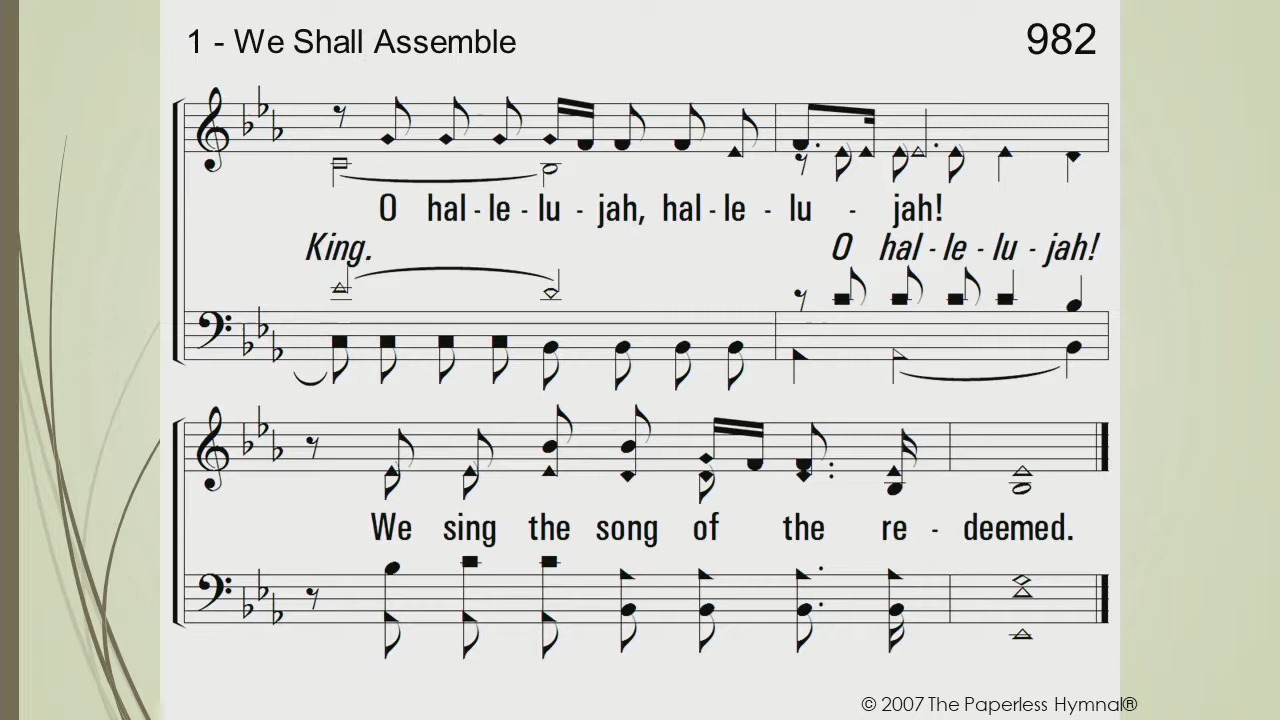 1 - We Shall Assemble 982
O hal - le - lu - jah, hal - le - lu - jah!
King. O hal - le - lu - jah!
We sing the song of the re - deemed.
© 2007 The Paperless Hymnal®